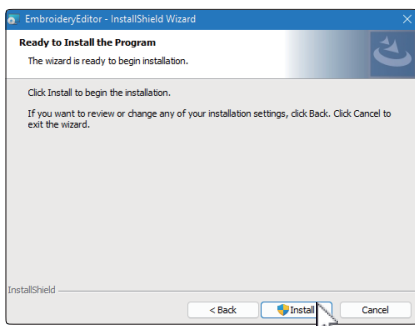 EmbroideryEditor - InstallShield Wizard
Ready to Install the Program
The wizard is ready to begin installation.
Click Install to begin the installation.
If you want to review or change any of your installation settings, click Back. Click Cancel to
exit the wizard.
InstallShield
< Back Install Cancel